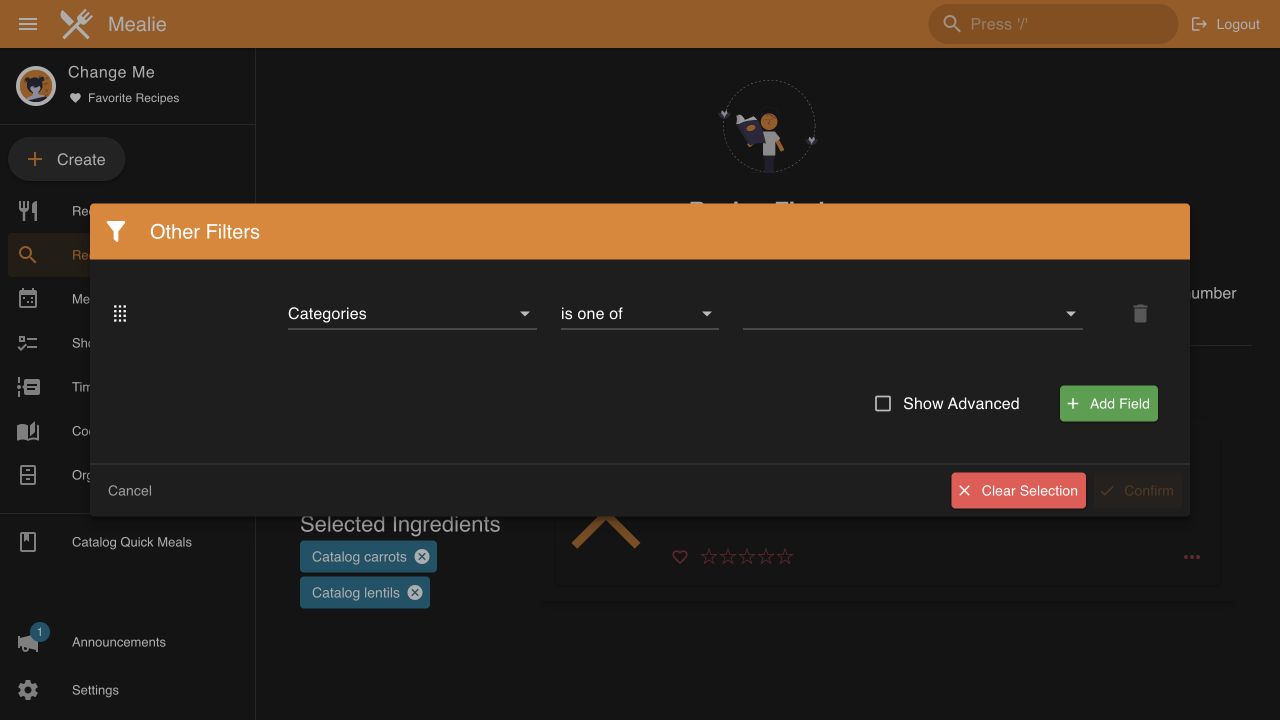 Mealie
Press '/'
Logout
Change Me
Favorite Recipes
Create
Other Filters
Categories
is one of
Show Advanced
Add Field
Cancel
Clear Selection
Confirm
Selected Ingredients
Catalog carrots
Catalog lentils
Catalog Quick Meals
1
Announcements
Settings